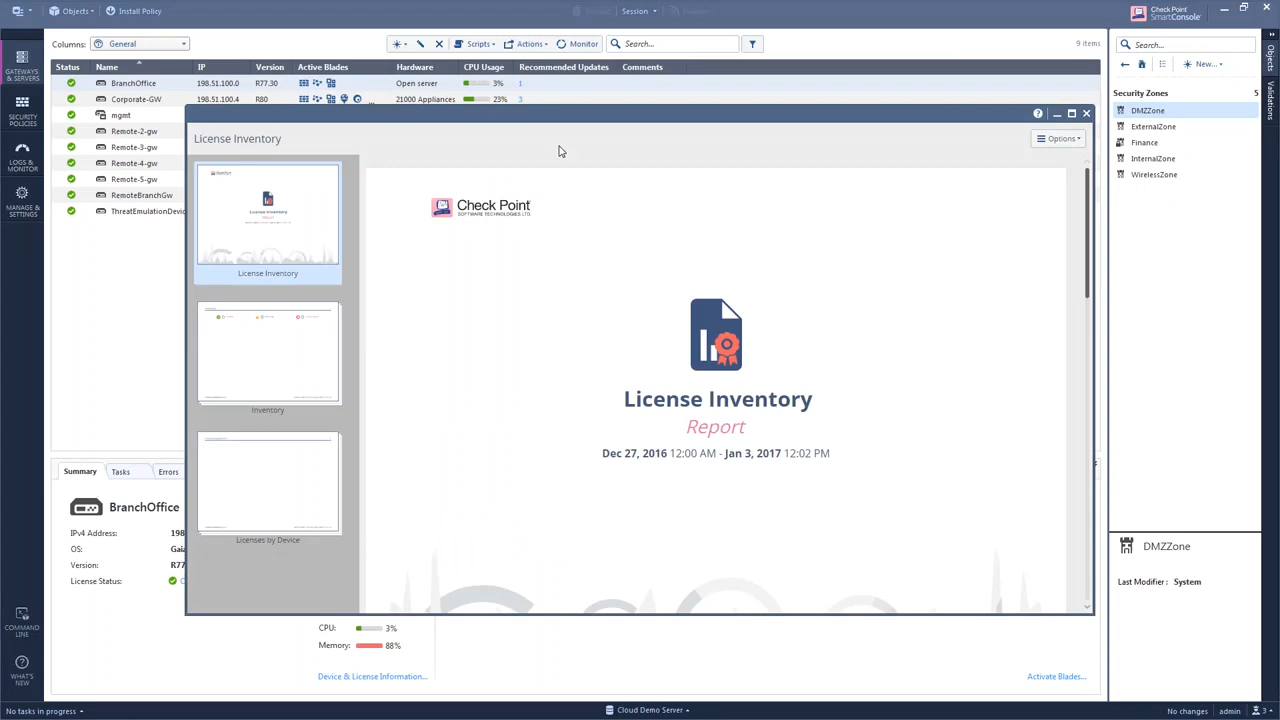 Objects
Install Policy
Session
Check Point
SmartConsole
Columns:
General
Scripts
Actions
Monitor
Search...
9 items
Search...
New...
Objects
Validations
GATEWAYS
& SERVERS
SECURITY
POLICIES
LOGS &
MONITOR
MANAGE &
SETTINGS
COMMAND
LINE
WHAT'S
NEW
Status Name IP Version Active Blades Hardware CPU Usage Recommended Updates Comments
BranchOffice 198.51.100.0 R77.30 Open server 3% 1
Corporate-GW 198.51.100.4 R80 ... 21000 Appliances 23% 3
mgmt
Remote-2-gw
Remote-3-gw
Remote-4-gw
Remote-5-gw
RemoteBranchGw
ThreatEmulationDevic
License Inventory
Options
License Inventory
Inventory
Licenses by Device
Check Point
SOFTWARE TECHNOLOGIES LTD.
License Inventory
Report
Dec 27, 2016 12:00 AM - Jan 3, 2017 12:02 PM
Security Zones 5
DMZZone
ExternalZone
Finance
InternalZone
WirelessZone
Summary Tasks Errors
BranchOffice
IPv4 Address: 198
OS: Gaia
Version: R77
License Status:
CPU: 3%
Memory: 88%
Device & License Information...
Activate Blades...
DMZZone
Last Modifier : System
No tasks in progress
Cloud Demo Server
No changes
admin
3